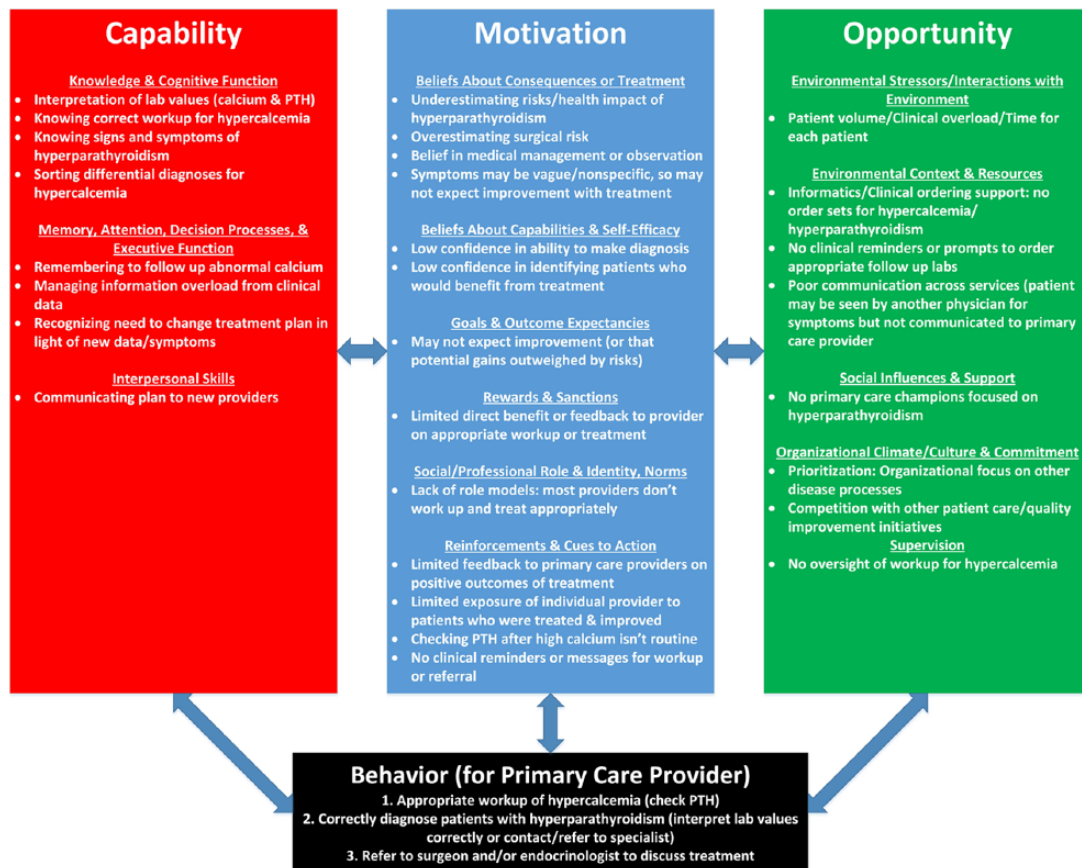 Capability
Knowledge & Cognitive Function
• Interpretation of lab values (calcium & PTH)
• Knowing correct workup for hypercalcemia
• Knowing signs and symptoms of
hyperparathyroidism
• Sorting differential diagnoses for
hypercalcemia
Memory, Attention, Decision Processes, &
Executive Function
• Remembering to follow up abnormal calcium
• Managing information overload from clinical
data
• Recognizing need to change treatment plan in
light of new data/symptoms
Interpersonal Skills
• Communicating plan to new providers
Motivation
Beliefs About Consequences or Treatment
• Underestimating risks/health impact of
hyperparathyroidism
• Overestimating surgical risk
• Belief in medical management or observation
• Symptoms may be vague/nonspecific, so may
not expect improvement with treatment
Beliefs About Capabilities & Self-Efficacy
• Low confidence in ability to make diagnosis
• Low confidence in identifying patients who
would benefit from treatment
Goals & Outcome Expectancies
• May not expect improvement (or that
potential gains outweighed by risks)
Rewards & Sanctions
• Limited direct benefit or feedback to provider
on appropriate workup or treatment
Social/Professional Role & Identity, Norms
• Lack of role models: most providers don't
work up and treat appropriately
Reinforcements & Cues to Action
• Limited feedback to primary care providers on
positive outcomes of treatment
• Limited exposure of individual provider to
patients who were treated & improved
• Checking PTH after high calcium isn't routine
• No clinical reminders or messages for workup
or referral
Opportunity
Environmental Stressors/Interactions with
Environment
• Patient volume/Clinical overload/Time for
each patient
Environmental Context & Resources
• Informatics/Clinical ordering support: no
order sets for hypercalcemia/
hyperparathyroidism
• No clinical reminders or prompts to order
appropriate follow up labs
• Poor communication across services (patient
may be seen by another physician for
symptoms but not communicated to primary
care provider
Social Influences & Support
• No primary care champions focused on
hyperparathyroidism
Organizational Climate/Culture & Commitment
• Prioritization: Organizational focus on other
disease processes
• Competition with other patient care/quality
improvement initiatives
Supervision
• No oversight of workup for hypercalcemia
Behavior (for Primary Care Provider)
1. Appropriate workup of hypercalcemia (check PTH)
2. Correctly diagnose patients with hyperparathyroidism (interpret lab values
correctly or contact/refer to specialist)
3. Refer to surgeon and/or endocrinologist to discuss treatment